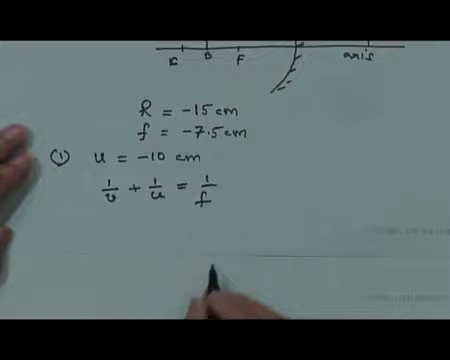 C B F axis
R = -15 cm
f = -7.5 cm
(1) u = -10 cm
1/v + 1/u = 1/f